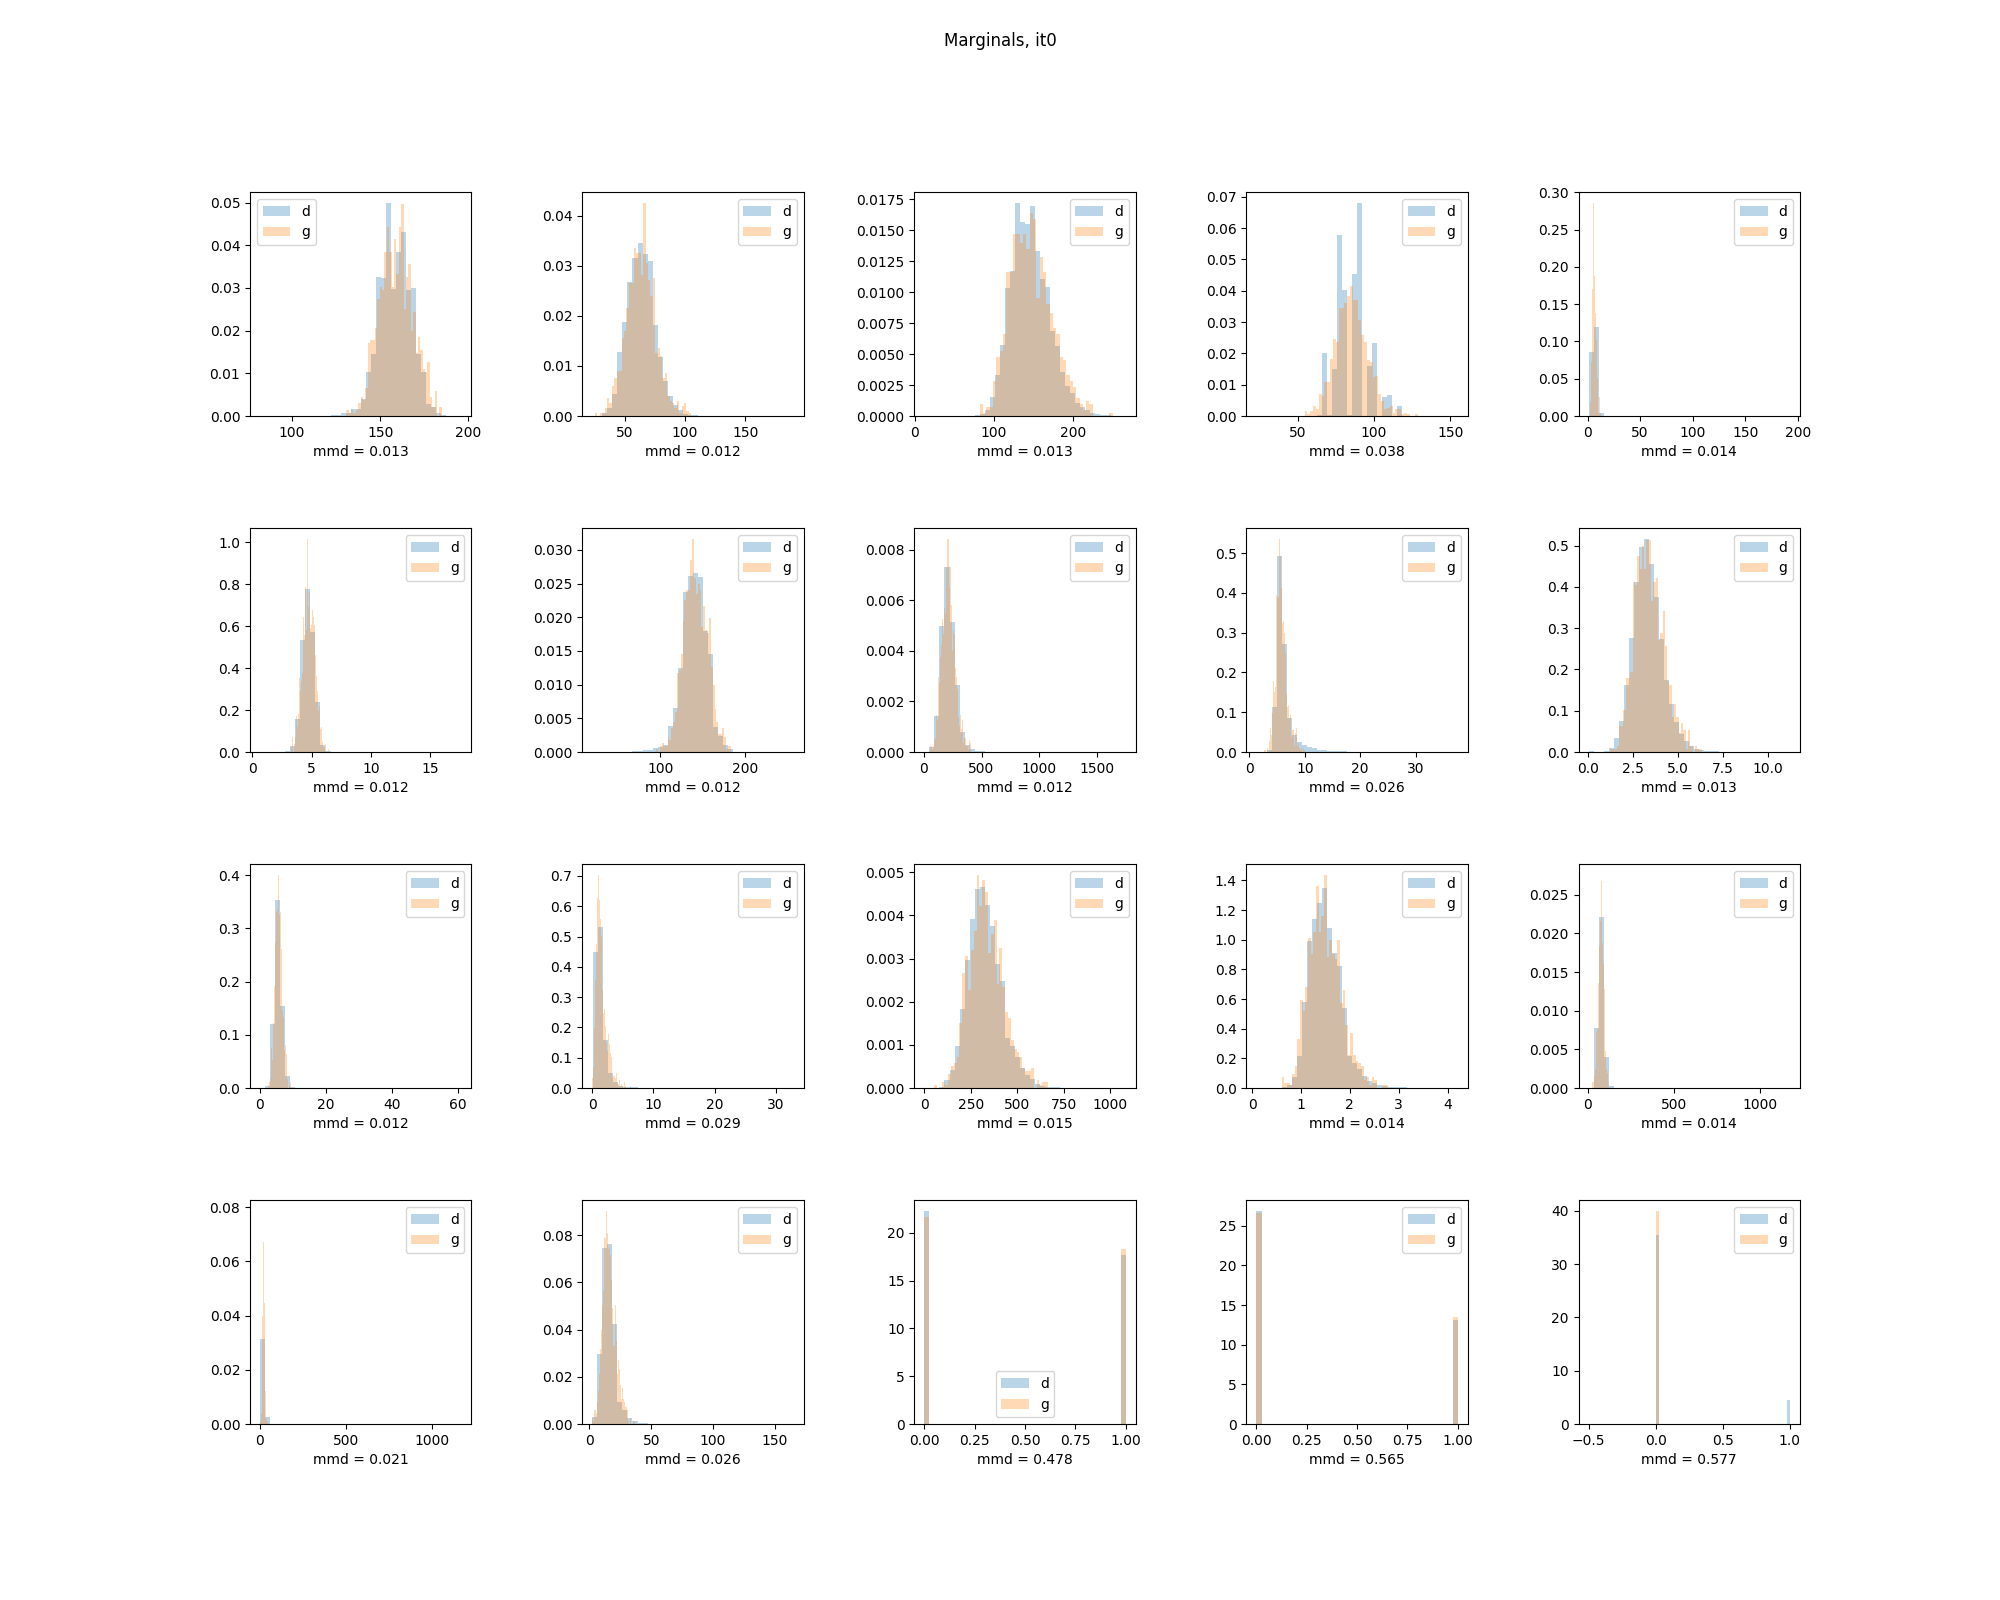 Marginals, it0
0.05
0.04
0.03
0.02
0.01
0.00
d
g
100 150 200
mmd = 0.013
0.04
0.03
0.02
0.01
0.00
d
g
50 100 150
mmd = 0.012
0.0175
0.0150
0.0125
0.0100
0.0075
0.0050
0.0025
0.0000
d
g
0 100 200
mmd = 0.013
0.07
0.06
0.05
0.04
0.03
0.02
0.01
0.00
d
g
50 100 150
mmd = 0.038
0.30
0.25
0.20
0.15
0.10
0.05
0.00
d
g
0 50 100 150 200
mmd = 0.014
1.0
0.8
0.6
0.4
0.2
0.0
d
g
0 5 10 15
mmd = 0.012
0.030
0.025
0.020
0.015
0.010
0.005
0.000
d
g
100 200
mmd = 0.012
0.008
0.006
0.004
0.002
0.000
d
g
0 500 1000 1500
mmd = 0.012
0.5
0.4
0.3
0.2
0.1
0.0
d
g
0 10 20 30
mmd = 0.026
0.5
0.4
0.3
0.2
0.1
0.0
d
g
0.0 2.5 5.0 7.5 10.0
mmd = 0.013
0.4
0.3
0.2
0.1
0.0
d
g
0 20 40 60
mmd = 0.012
0.7
0.6
0.5
0.4
0.3
0.2
0.1
0.0
d
g
0 10 20 30
mmd = 0.029
0.005
0.004
0.003
0.002
0.001
0.000
d
g
0 250 500 750 1000
mmd = 0.015
1.4
1.2
1.0
0.8
0.6
0.4
0.2
0.0
d
g
0 1 2 3 4
mmd = 0.014
0.025
0.020
0.015
0.010
0.005
0.000
d
g
0 500 1000
mmd = 0.014
0.08
0.06
0.04
0.02
0.00
d
g
0 500 1000
mmd = 0.021
0.08
0.06
0.04
0.02
0.00
d
g
0 50 100 150
mmd = 0.026
20
15
10
5
0
d
g
0.00 0.25 0.50 0.75 1.00
mmd = 0.478
25
20
15
10
5
0
d
g
0.00 0.25 0.50 0.75 1.00
mmd = 0.565
40
30
20
10
0
d
g
−0.5 0.0 0.5 1.0
mmd = 0.577